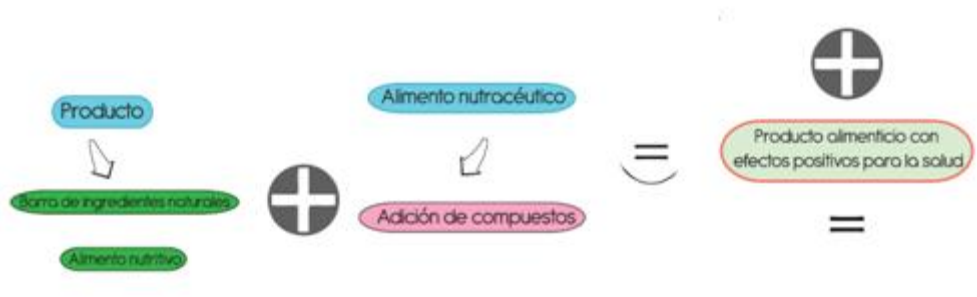 Producto
Barra de ingredientes naturales
Alimento nutritivo
Alimento nutracéutico
Adición de compuestos
=
Producto alimenticio con
efectos positivos para la salud
=